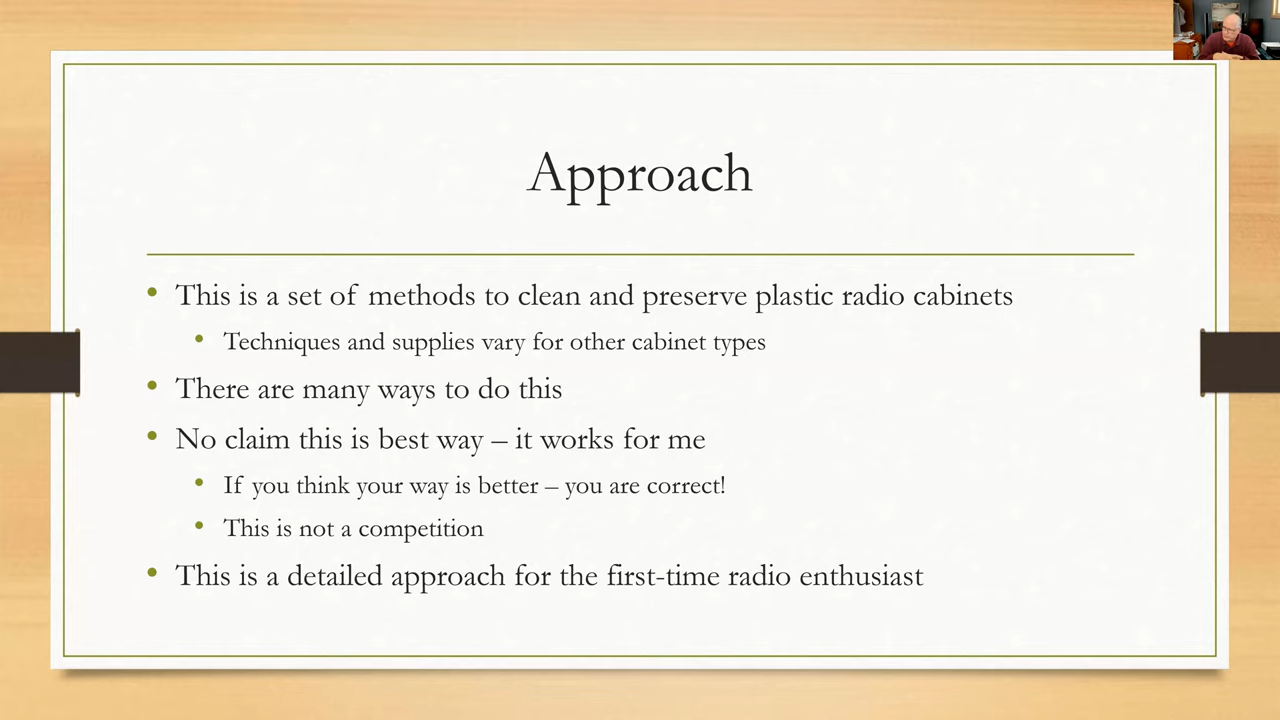 Approach
• This is a set of methods to clean and preserve plastic radio cabinets
• Techniques and supplies vary for other cabinet types
• There are many ways to do this
• No claim this is best way – it works for me
• If you think your way is better – you are correct!
• This is not a competition
• This is a detailed approach for the first-time radio enthusiast